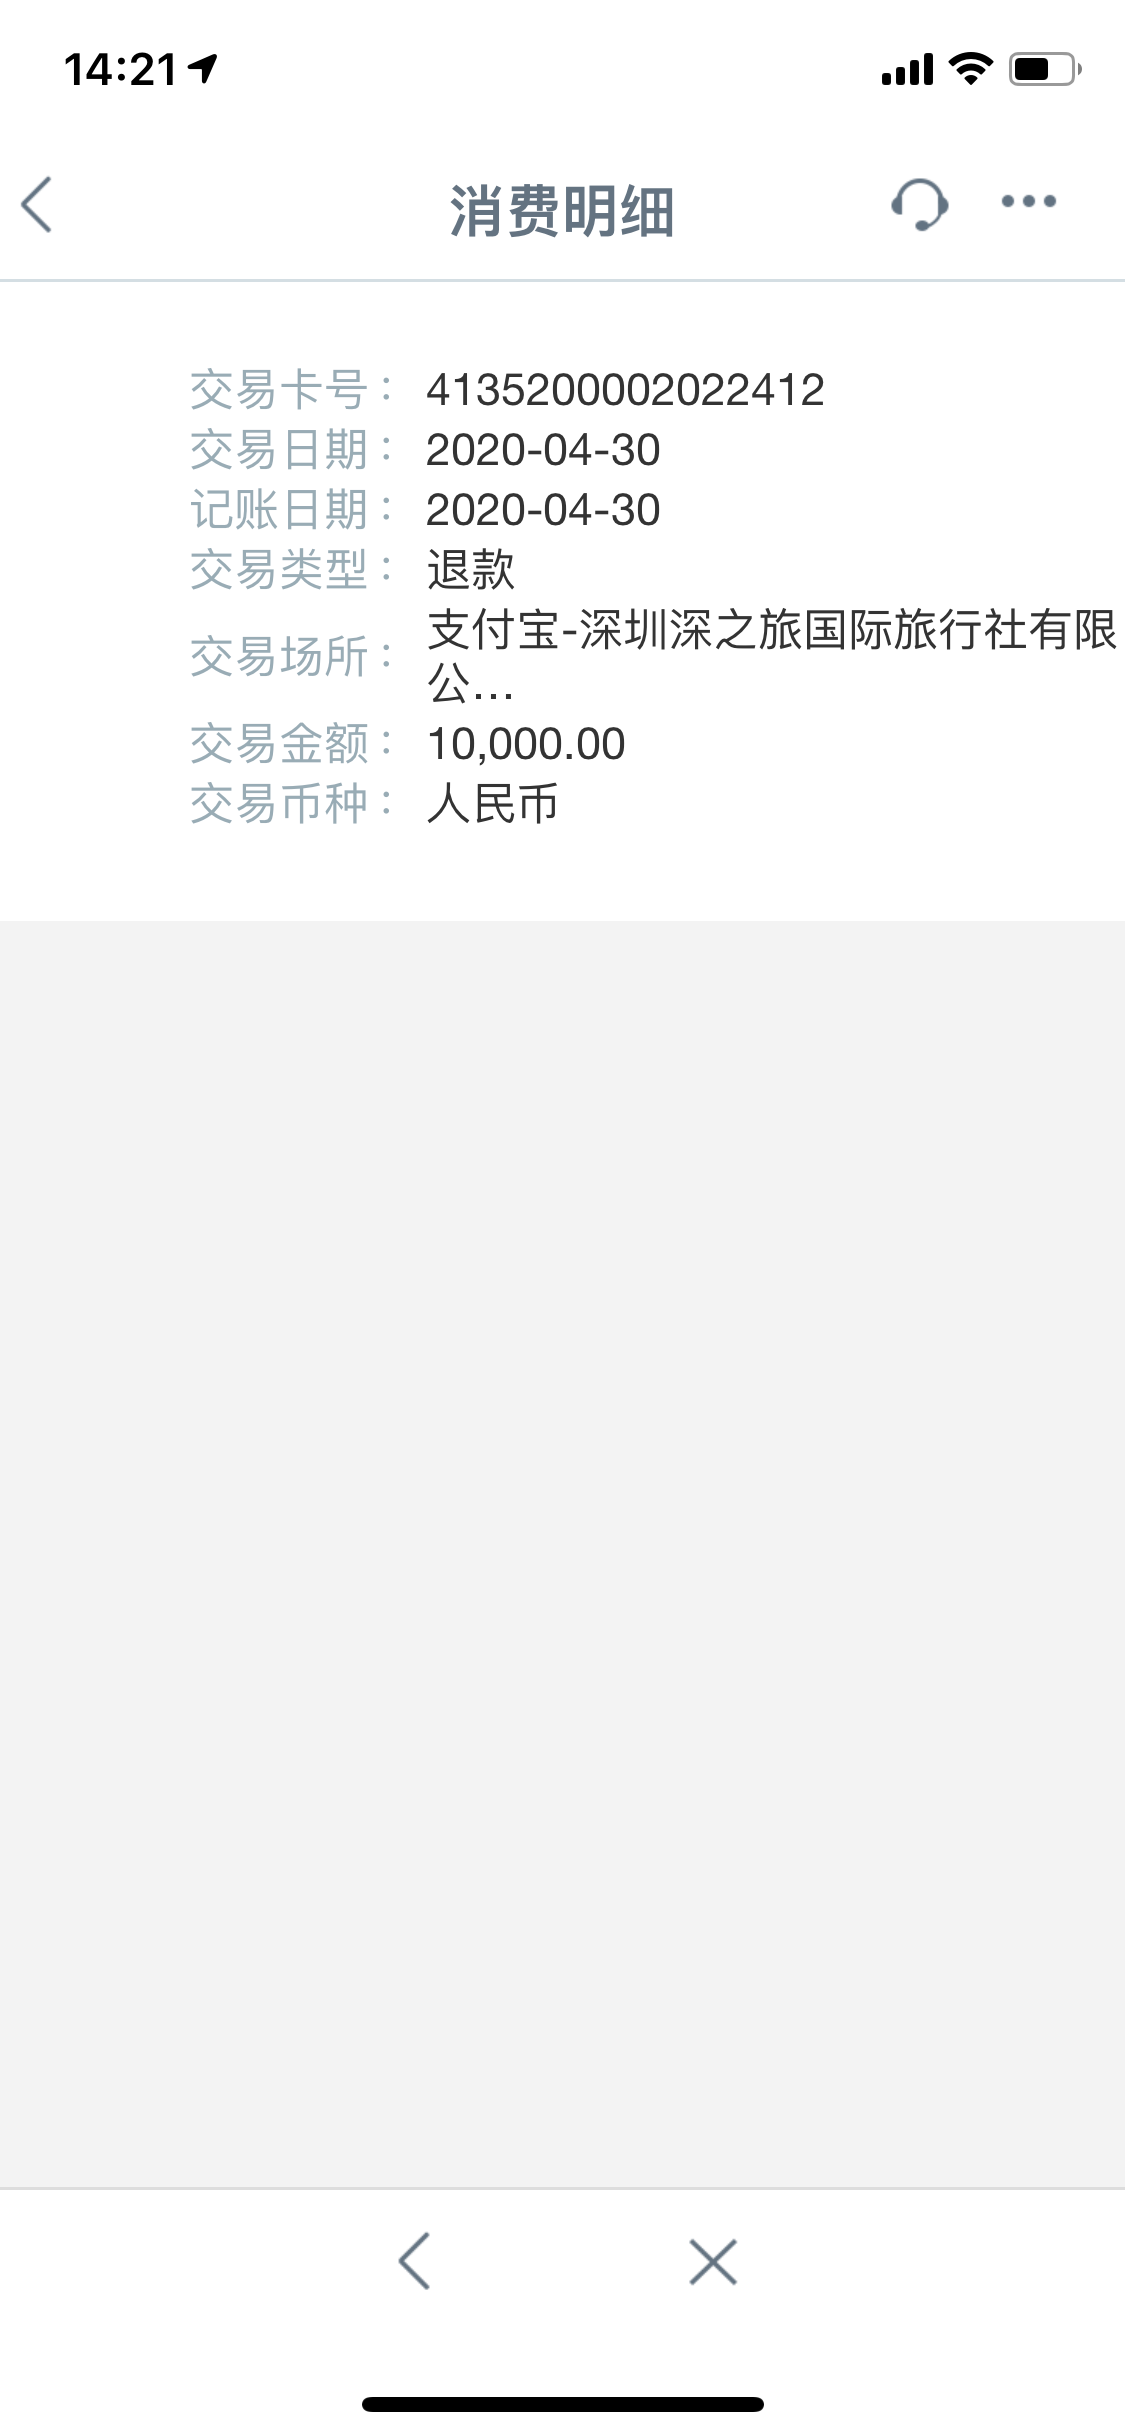 14:21
消费明细
交易卡号： 4135200002022412
交易日期： 2020-04-30
记账日期： 2020-04-30
交易类型： 退款
交易场所： 支付宝-深圳深之旅国际旅行社有限
公...
交易金额： 10,000.00
交易币种： 人民币